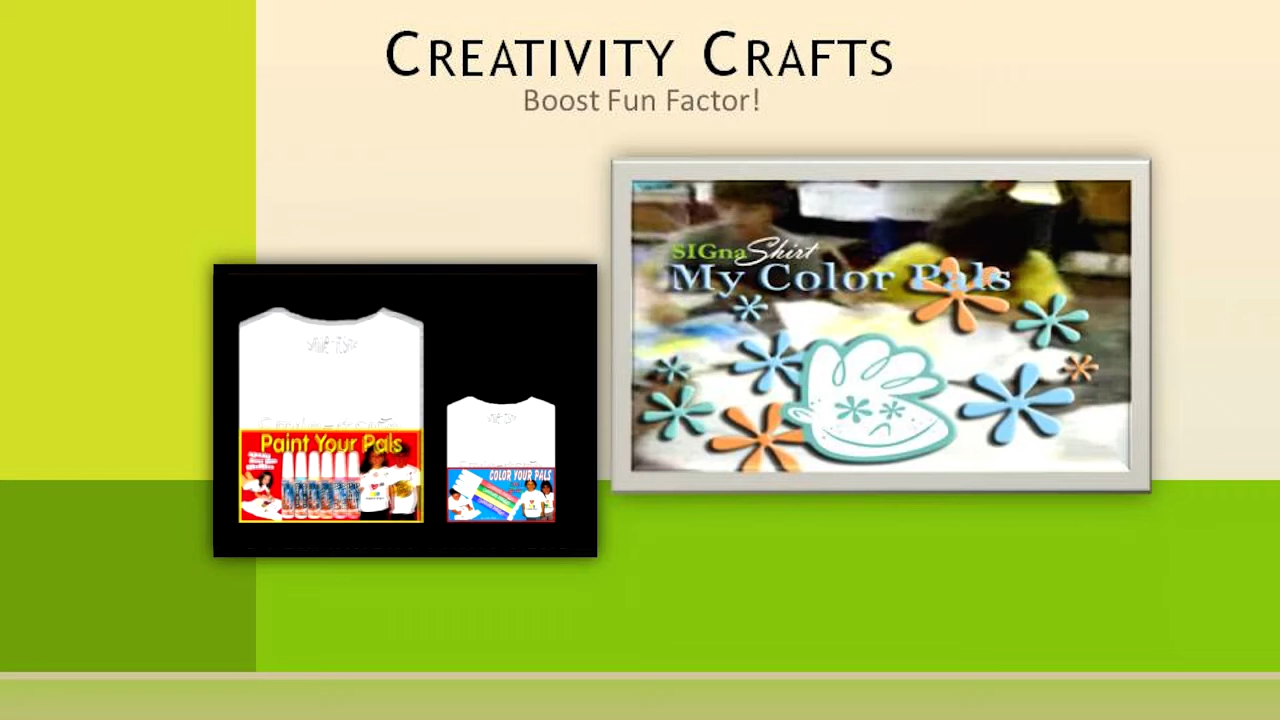 Creativity Crafts
Boost Fun Factor!
SIGnaShirt
My Color Pals
Paint Your Pals
COLOR YOUR PALS